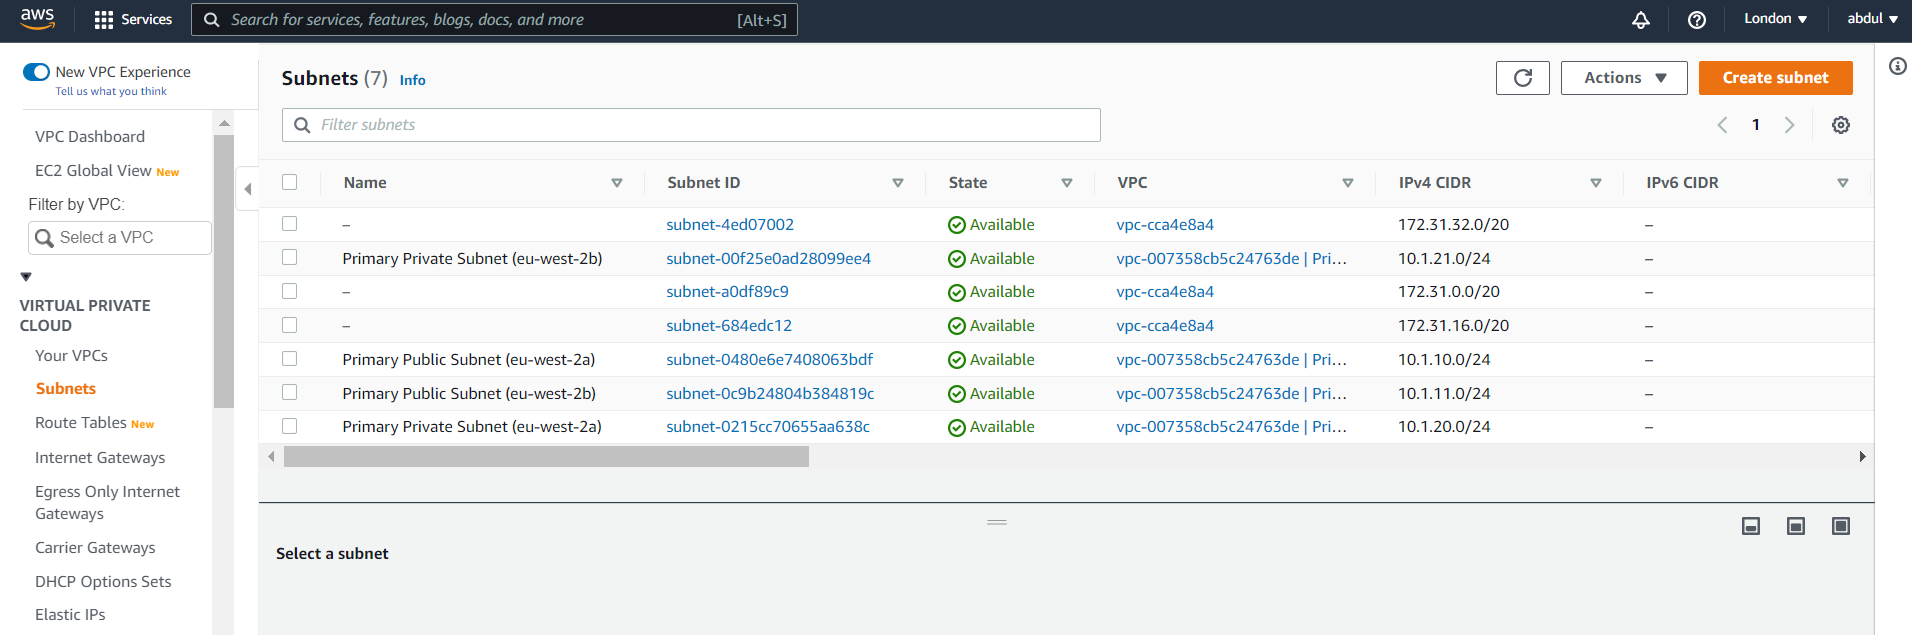 aws Services Search for services, features, blogs, docs, and more [Alt+S] London abdul
New VPC Experience
Tell us what you think
VPC Dashboard
EC2 Global View New
Filter by VPC:
Select a VPC
VIRTUAL PRIVATE
CLOUD
Your VPCs
Subnets
Route Tables New
Internet Gateways
Egress Only Internet
Gateways
Carrier Gateways
DHCP Option Sets
Elastic IPs
Subnets (7) Info Actions Create subnet
Filter subnets 1
Name Subnet ID State VPC IPv4 CIDR IPv6 CIDR
– subnet-4ed07002 Available vpc-cca4e8a4 172.31.32.0/20 –
Primary Private Subnet (eu-west-2b) subnet-00f25e0ad28099ee4 Available vpc-007358cb5c24763de | Pri... 10.1.21.0/24 –
– subnet-a0df89c9 Available vpc-cca4e8a4 172.31.0.0/20 –
– subnet-684edc12 Available vpc-cca4e8a4 172.31.16.0/20 –
Primary Public Subnet (eu-west-2a) subnet-0480e6e7408063bdf Available vpc-007358cb5c24763de | Pri... 10.1.10.0/24 –
Primary Public Subnet (eu-west-2b) subnet-0c9b24804b384819c Available vpc-007358cb5c24763de | Pri... 10.1.11.0/24 –
Primary Private Subnet (eu-west-2a) subnet-0215cc70655aa638c Available vpc-007358cb5c24763de | Pri... 10.1.20.0/24 –
Select a subnet